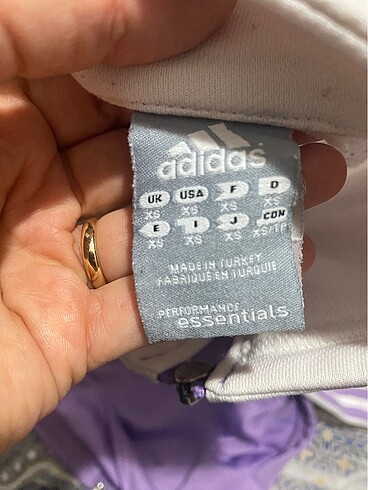 adidas
UK USA F D
XS XS XS XS
E I J CDN
XS XS XS XS/TP
MADE IN TURKEY
FABRIQUE EN TURQUIE
PERFORMANCE
essentials